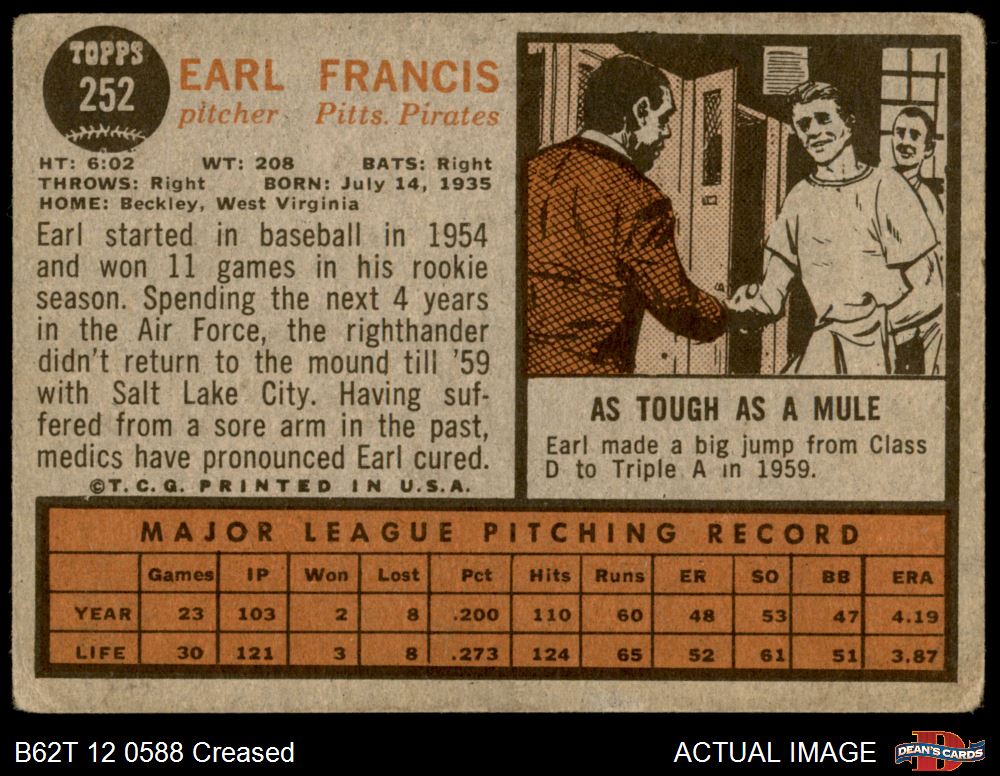 TOPPS
252
EARL FRANCIS
pitcher Pitts. Pirates
HT: 6:02 WT: 208 BATS: Right
THROWS: Right BORN: July 14, 1935
HOME: Beckley, West Virginia
Earl started in baseball in 1954
and won 11 games in his rookie
season. Spending the next 4 years
in the Air Force, the righthander
didn't return to the mound till '59
with Salt Lake City. Having suf-
fered from a sore arm in the past,
medics have pronounced Earl cured.
©T.C.G. PRINTED IN U.S.A.
AS TOUGH AS A MULE
Earl made a big jump from Class
D to Triple A in 1959.
MAJOR LEAGUE PITCHING RECORD
Games IP Won Lost Pct Hits Runs ER SO BB ERA
YEAR 23 103 2 8 .200 110 60 48 53 47 4.19
LIFE 30 121 3 8 .273 124 65 52 61 51 3.87
B62T 12 0588 Creased
ACTUAL IMAGE
DEAN'S CARDS